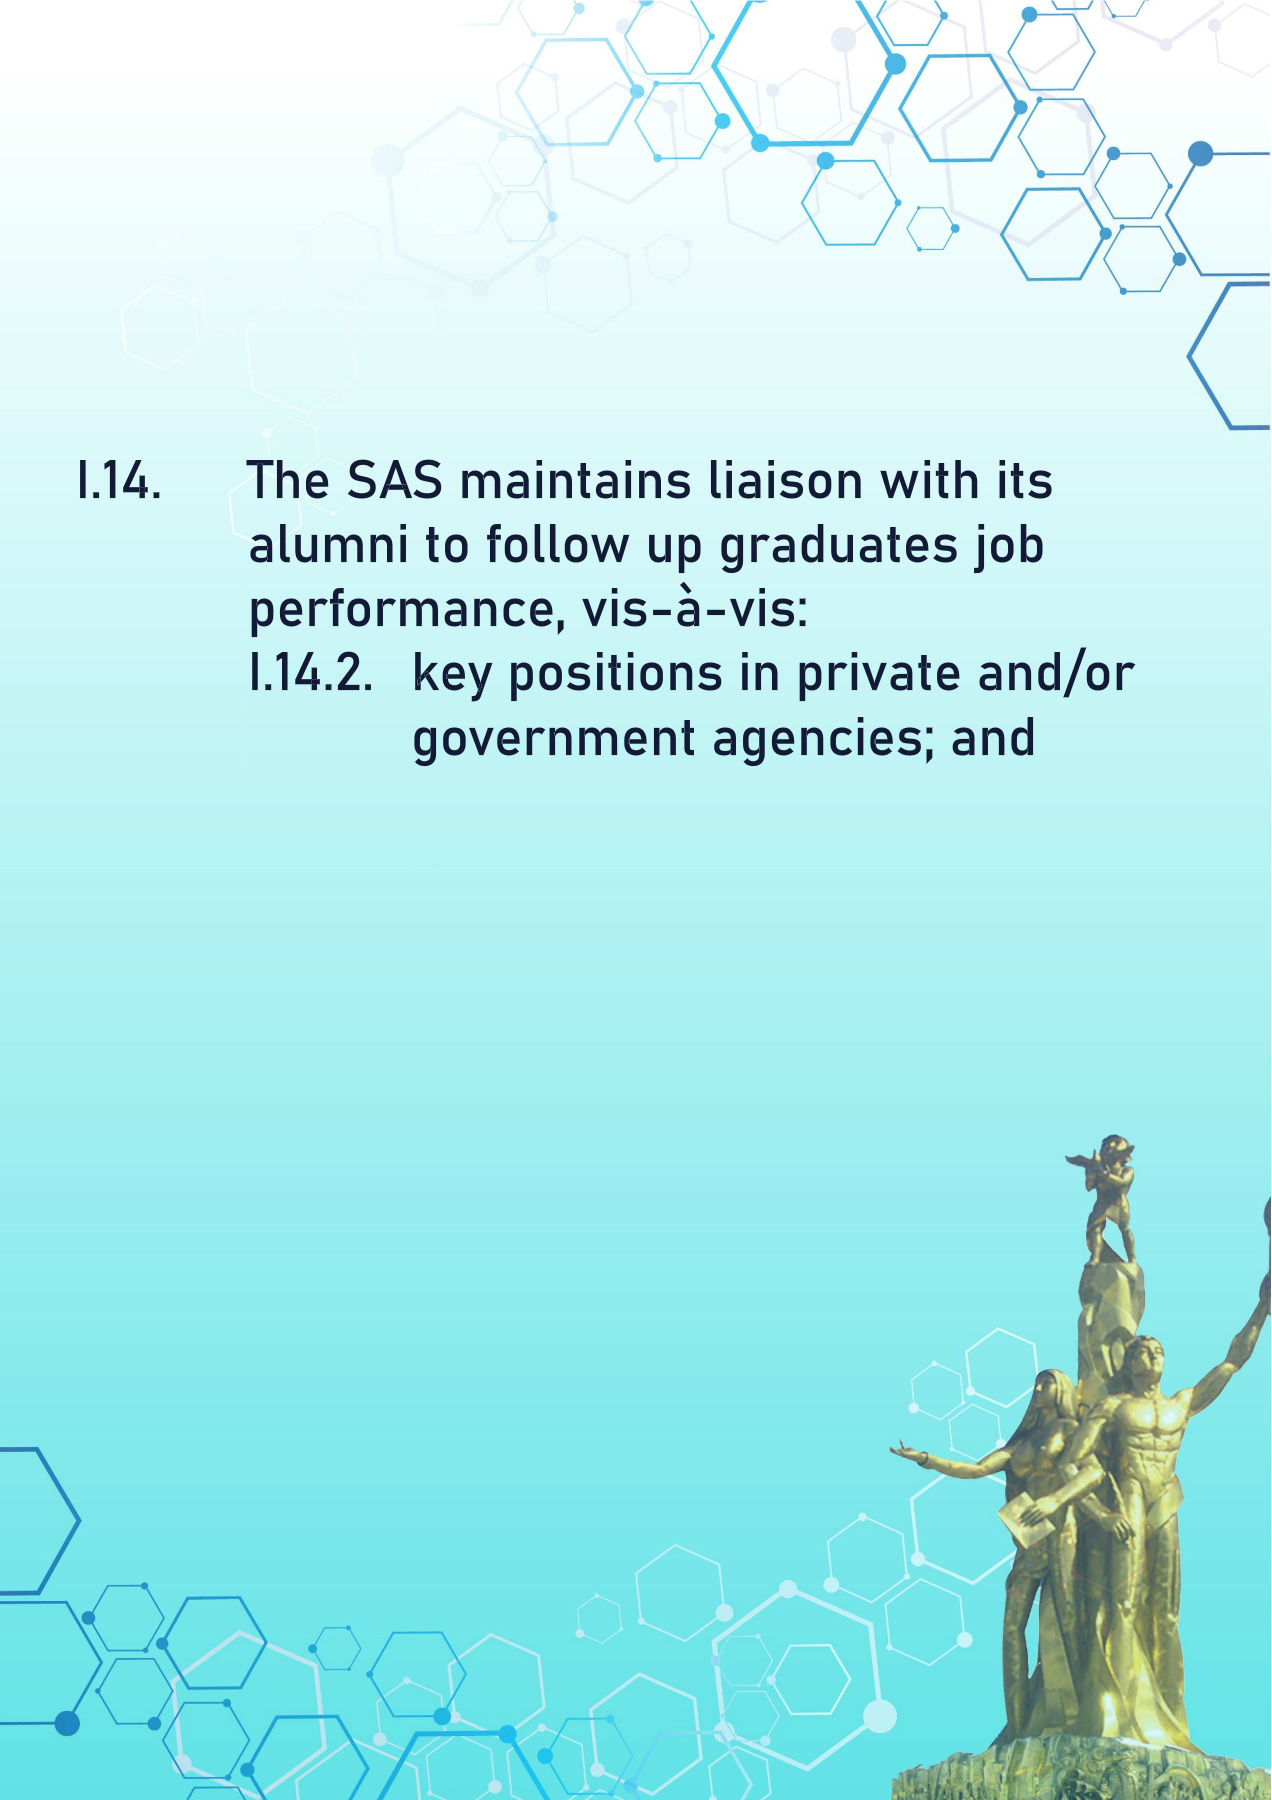 I.14. The SAS maintains liaison with its
alumni to follow up graduates job
performance, vis-à-vis:
I.14.2. key positions in private and/or
government agencies; and